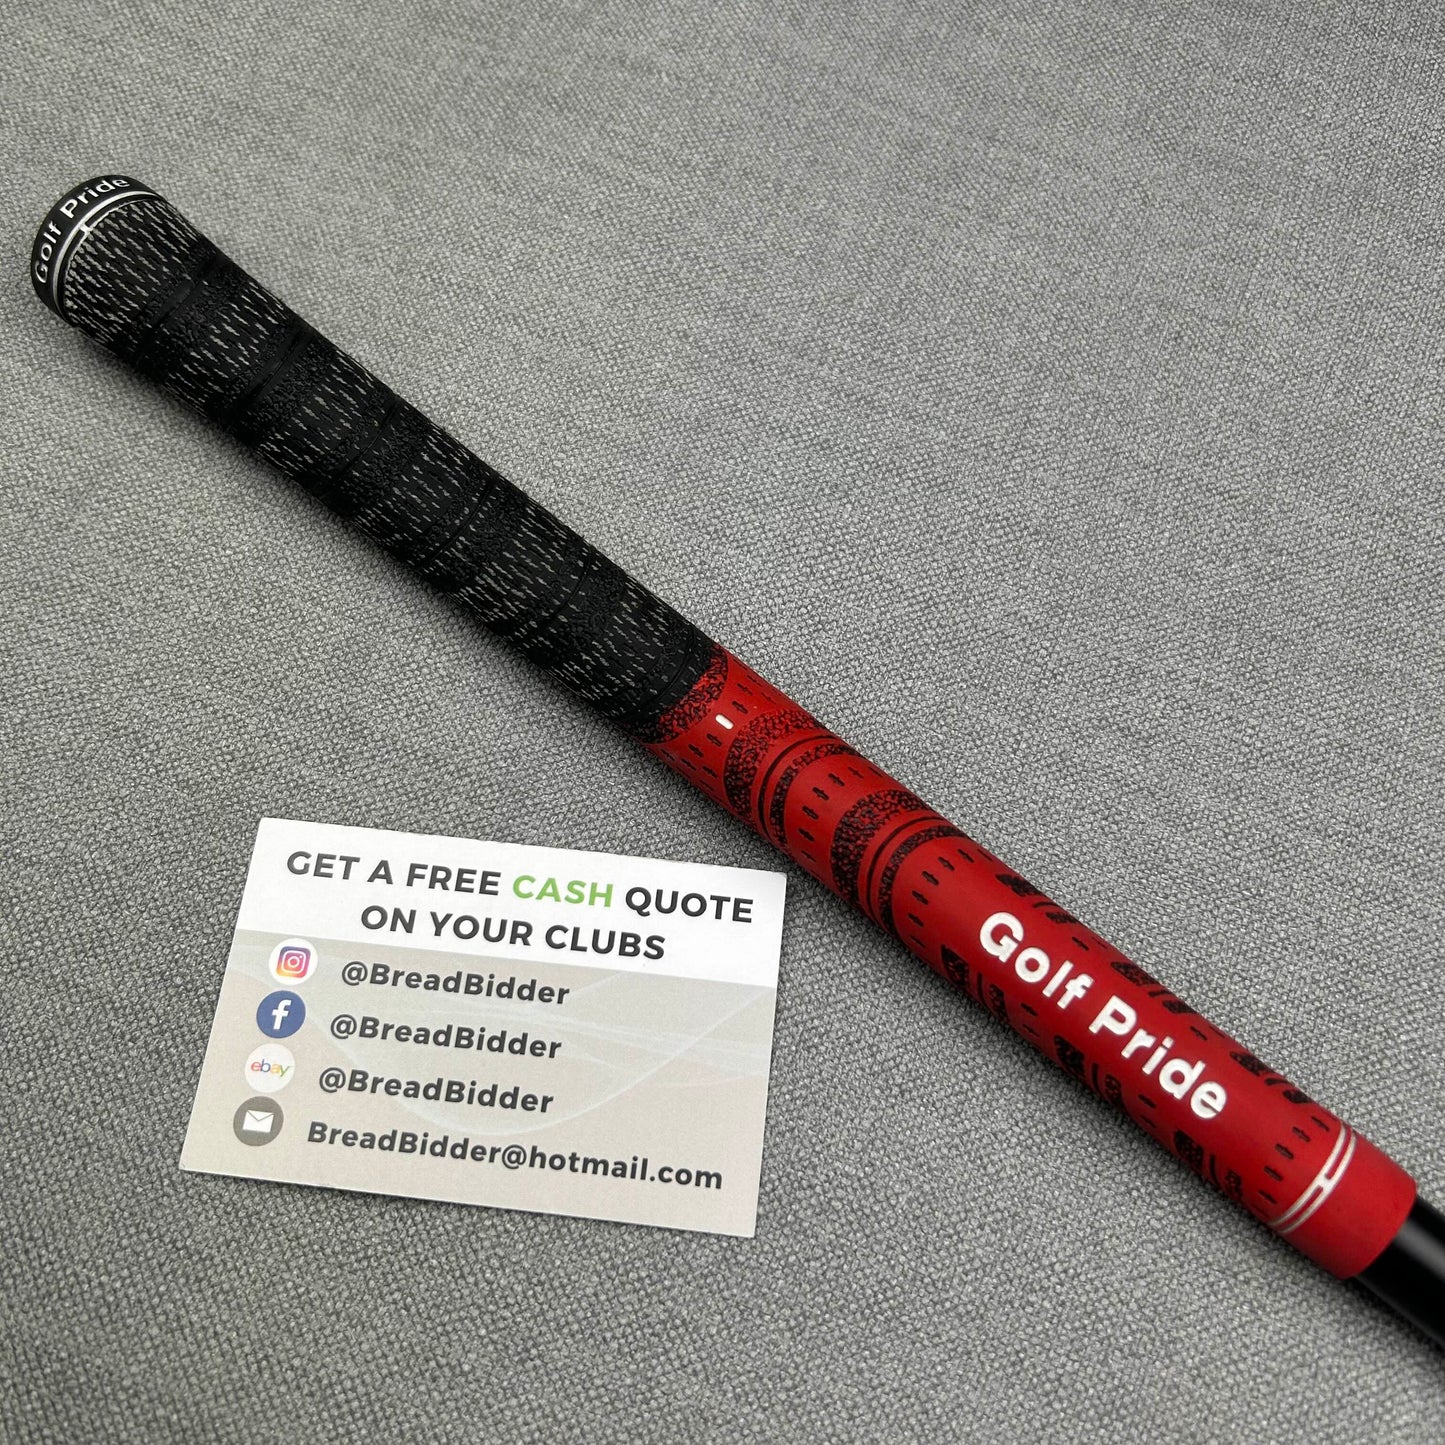 Golf Pride
Golf Pride
GET A FREE CASH QUOTE
ON YOUR CLUBS
@BreadBidder
@BreadBidder
ebay
@BreadBidder
BreadBidder@hotmail.com